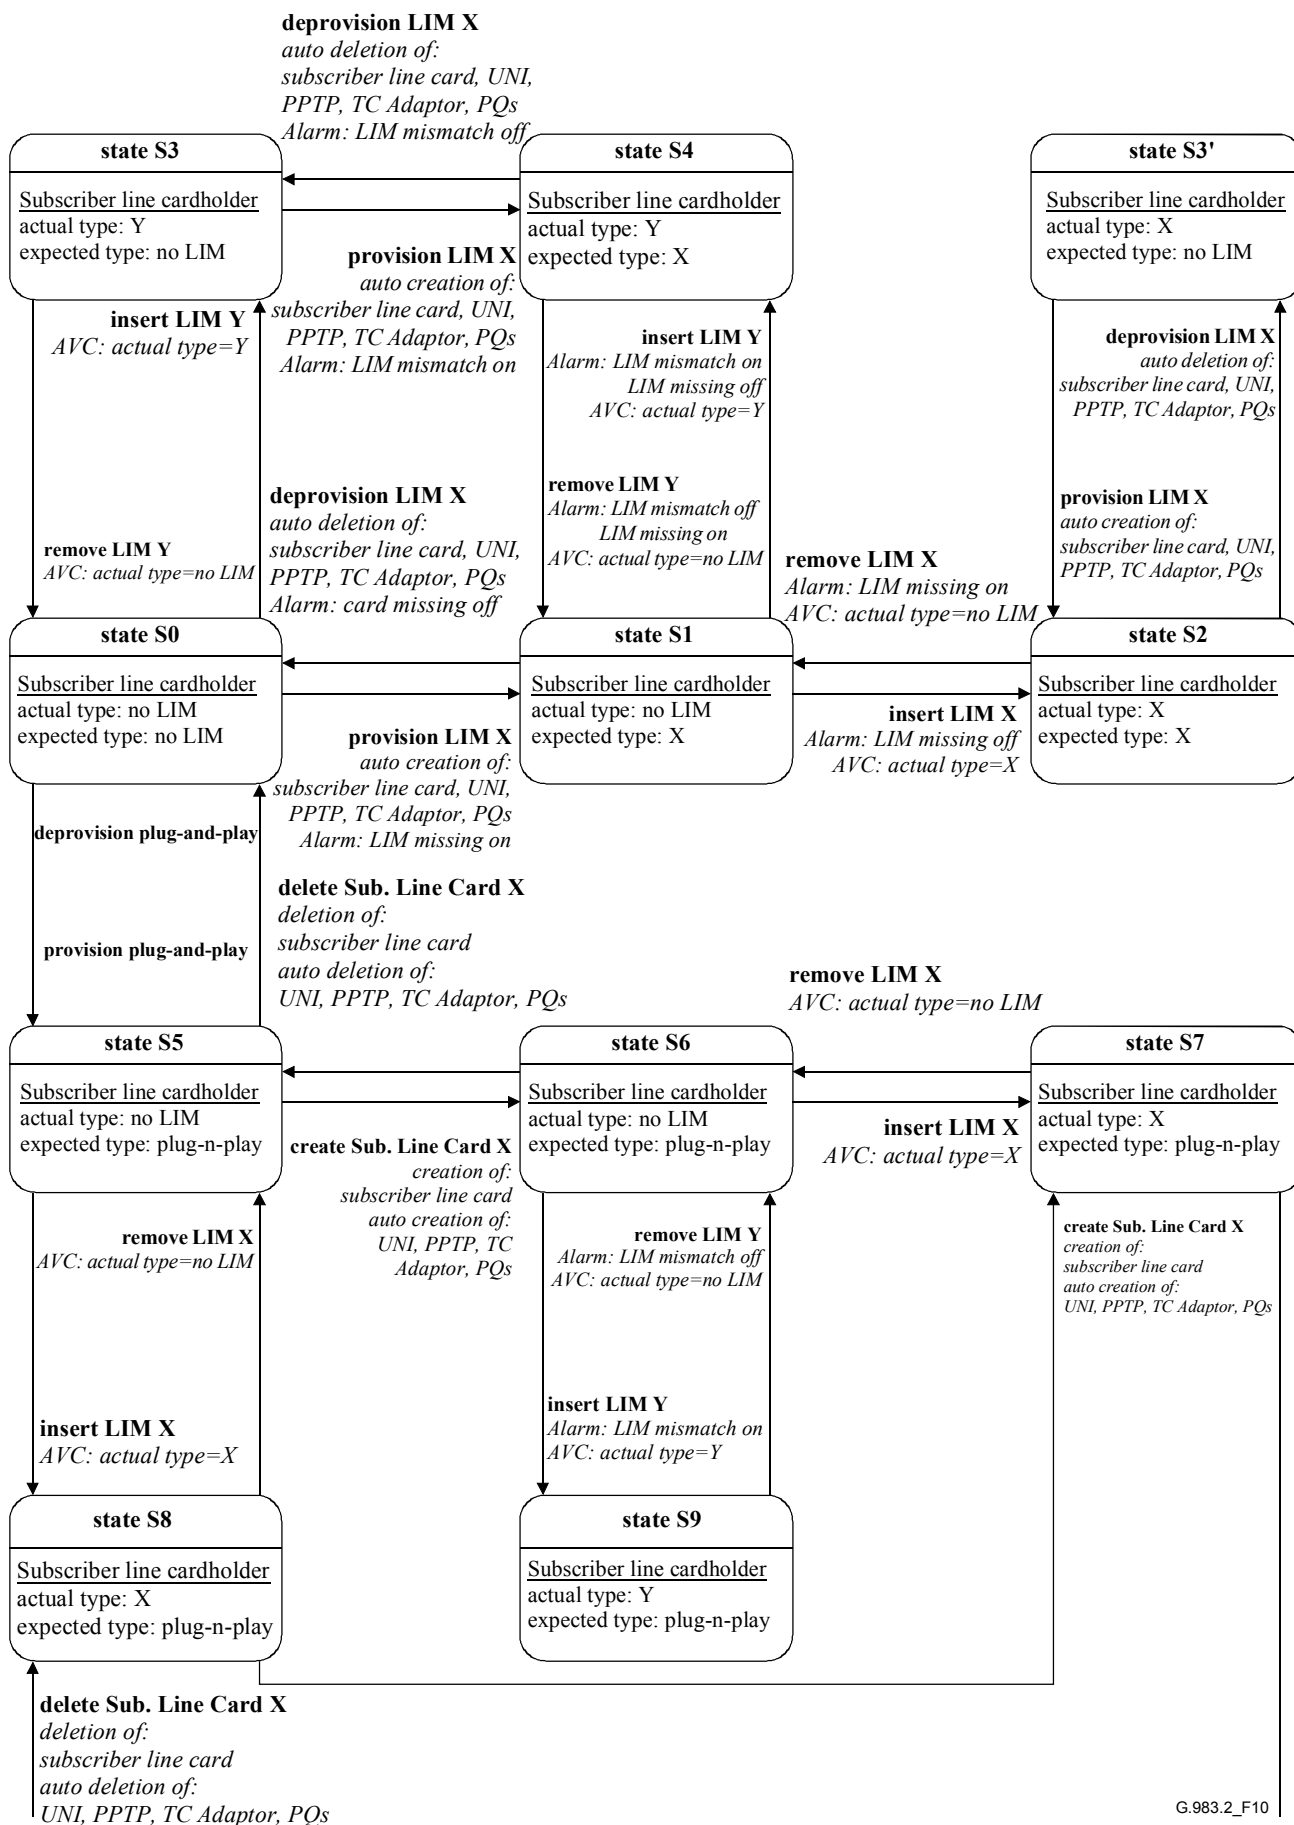 deprovision LIM X
auto deletion of:
subscriber line card, UNI,
PPTP, TC Adaptor, PQs
Alarm: LIM mismatch off
state S3
Subscriber line cardholder
actual type: Y
expected type: no LIM
state S4
Subscriber line cardholder
actual type: Y
expected type: X
state S3'
Subscriber line cardholder
actual type: X
expected type: no LIM
insert LIM Y
AVC: actual type=Y
provision LIM X
auto creation of:
subscriber line card, UNI,
PPTP, TC Adaptor, PQs
Alarm: LIM mismatch on
insert LIM Y
Alarm: LIM mismatch on
LIM missing off
AVC: actual type=Y
deprovision LIM X
auto deletion of:
subscriber line card, UNI,
PPTP, TC Adaptor, PQs
remove LIM Y
AVC: actual type=no LIM
deprovision LIM X
auto deletion of:
subscriber line card, UNI,
PPTP, TC Adaptor, PQs
Alarm: card missing off
remove LIM Y
Alarm: LIM mismatch off
LIM missing on
AVC: actual type=no LIM
remove LIM X
Alarm: LIM missing on
AVC: actual type=no LIM
provision LIM X
auto creation of:
subscriber line card, UNI,
PPTP, TC Adaptor, PQs
state S0
Subscriber line cardholder
actual type: no LIM
expected type: no LIM
state S1
Subscriber line cardholder
actual type: no LIM
expected type: X
state S2
Subscriber line cardholder
actual type: X
expected type: X
provision LIM X
auto creation of:
subscriber line card, UNI,
PPTP, TC Adaptor, PQs
Alarm: LIM missing on
insert LIM X
Alarm: LIM missing off
AVC: actual type=X
deprovision plug-and-play
provision plug-and-play
delete Sub. Line Card X
deletion of:
subscriber line card
auto deletion of:
UNI, PPTP, TC Adaptor, PQs
remove LIM X
AVC: actual type=no LIM
state S5
Subscriber line cardholder
actual type: no LIM
expected type: plug-n-play
state S6
Subscriber line cardholder
actual type: no LIM
expected type: plug-n-play
state S7
Subscriber line cardholder
actual type: X
expected type: plug-n-play
create Sub. Line Card X
creation of:
subscriber line card
auto creation of:
UNI, PPTP, TC
Adaptor, PQs
insert LIM X
AVC: actual type=X
remove LIM X
AVC: actual type=no LIM
remove LIM Y
Alarm: LIM mismatch off
AVC: actual type=no LIM
create Sub. Line Card X
creation of:
subscriber line card
auto creation of:
UNI, PPTP, TC Adaptor, PQs
insert LIM X
AVC: actual type=X
insert LIM Y
Alarm: LIM mismatch on
AVC: actual type=Y
state S8
Subscriber line cardholder
actual type: X
expected type: plug-n-play
state S9
Subscriber line cardholder
actual type: Y
expected type: plug-n-play
delete Sub. Line Card X
deletion of:
subscriber line card
auto deletion of:
UNI, PPTP, TC Adaptor, PQs
G.983.2_F10